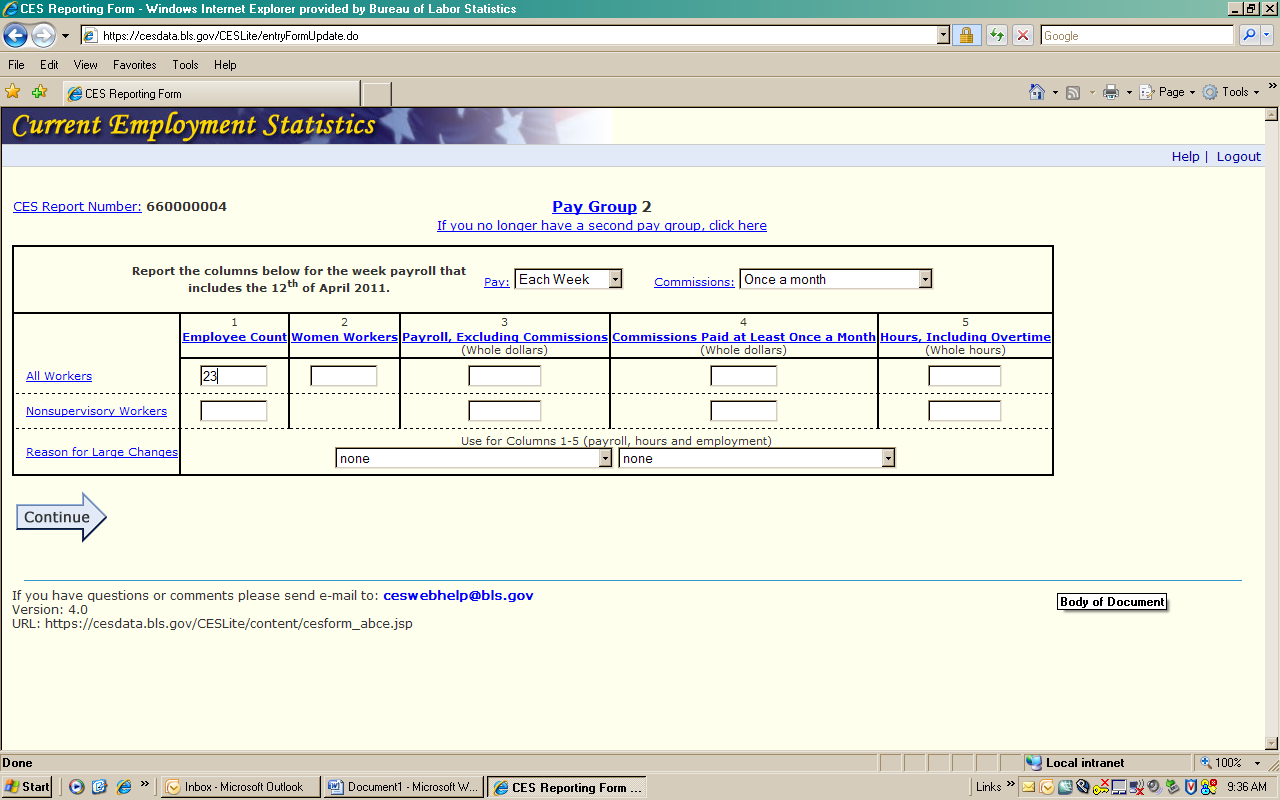 CES Reporting Form - Windows Internet Explorer provided by Bureau of Labor Statistics
https://cesdata.bls.gov/CESLite/entryFormUpdate.do
Google
File Edit View Favorites Tools Help
CES Reporting Form
Page Tools »
Current Employment Statistics
Help | Logout
CES Report Number: 660000004
Pay Group 2
If you no longer have a second pay group, click here
Report the columns below for the week payroll that
includes the 12th of April 2011.
Pay: Each Week
Commissions: Once a month
1 2 3 4 5
Employee Count Women Workers Payroll, Excluding Commissions Commissions Paid at Least Once a Month Hours, Including Overtime
(Whole dollars) (Whole dollars) (Whole hours)
All Workers 23
Nonsupervisory Workers
Use for Columns 1-5 (payroll, hours and employment)
Reason for Large Changes
none none
Continue
If you have questions or comments please send e-mail to: ceswebhelp@bls.gov
Version: 4.0
URL: https://cesdata.bls.gov/CESLite/content/cesform_abce.jsp
Body of Document
Done Local intranet 100%
Start » Inbox - Microsoft Outlook Document1 - Microsoft W... CES Reporting Form ... Links » 9:36 AM